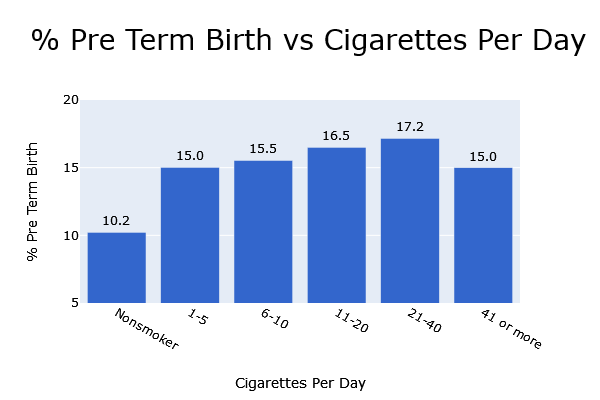 % Pre Term Birth vs Cigarettes Per Day
% Pre Term Birth
20
15
10
5
10.2
15.0
15.5
16.5
17.2
15.0
Nonsmoker
1-5
6-10
11-20
21-40
41 or more
Cigarettes Per Day